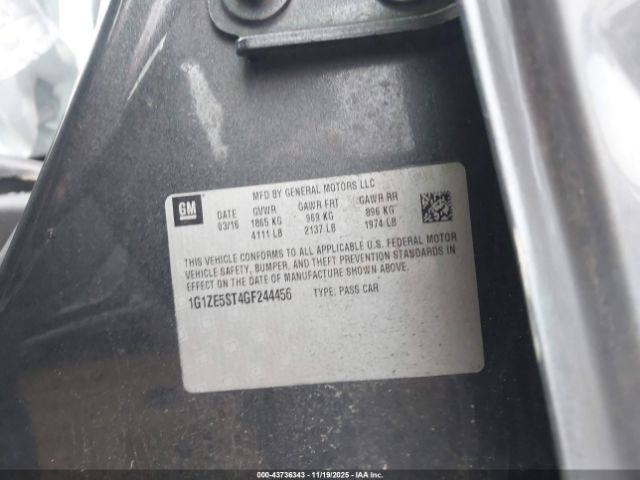 GM
MFD BY GENERAL MOTORS LLC
DATE GVWR GAWR FRT GAWR RR
03/16 1865 KG 969 KG 896 KG
4111 LB 2137 LB 1974 LB
THIS VEHICLE CONFORMS TO ALL APPLICABLE U.S. FEDERAL MOTOR
VEHICLE SAFETY, BUMPER, AND THEFT PREVENTION STANDARDS IN
EFFECT ON THE DATE OF MANUFACTURE SHOWN ABOVE.
1G1ZE5ST4GF244456 TYPE: PASS CAR
000-43736343 - 11/19/2025 - IAAI.COM